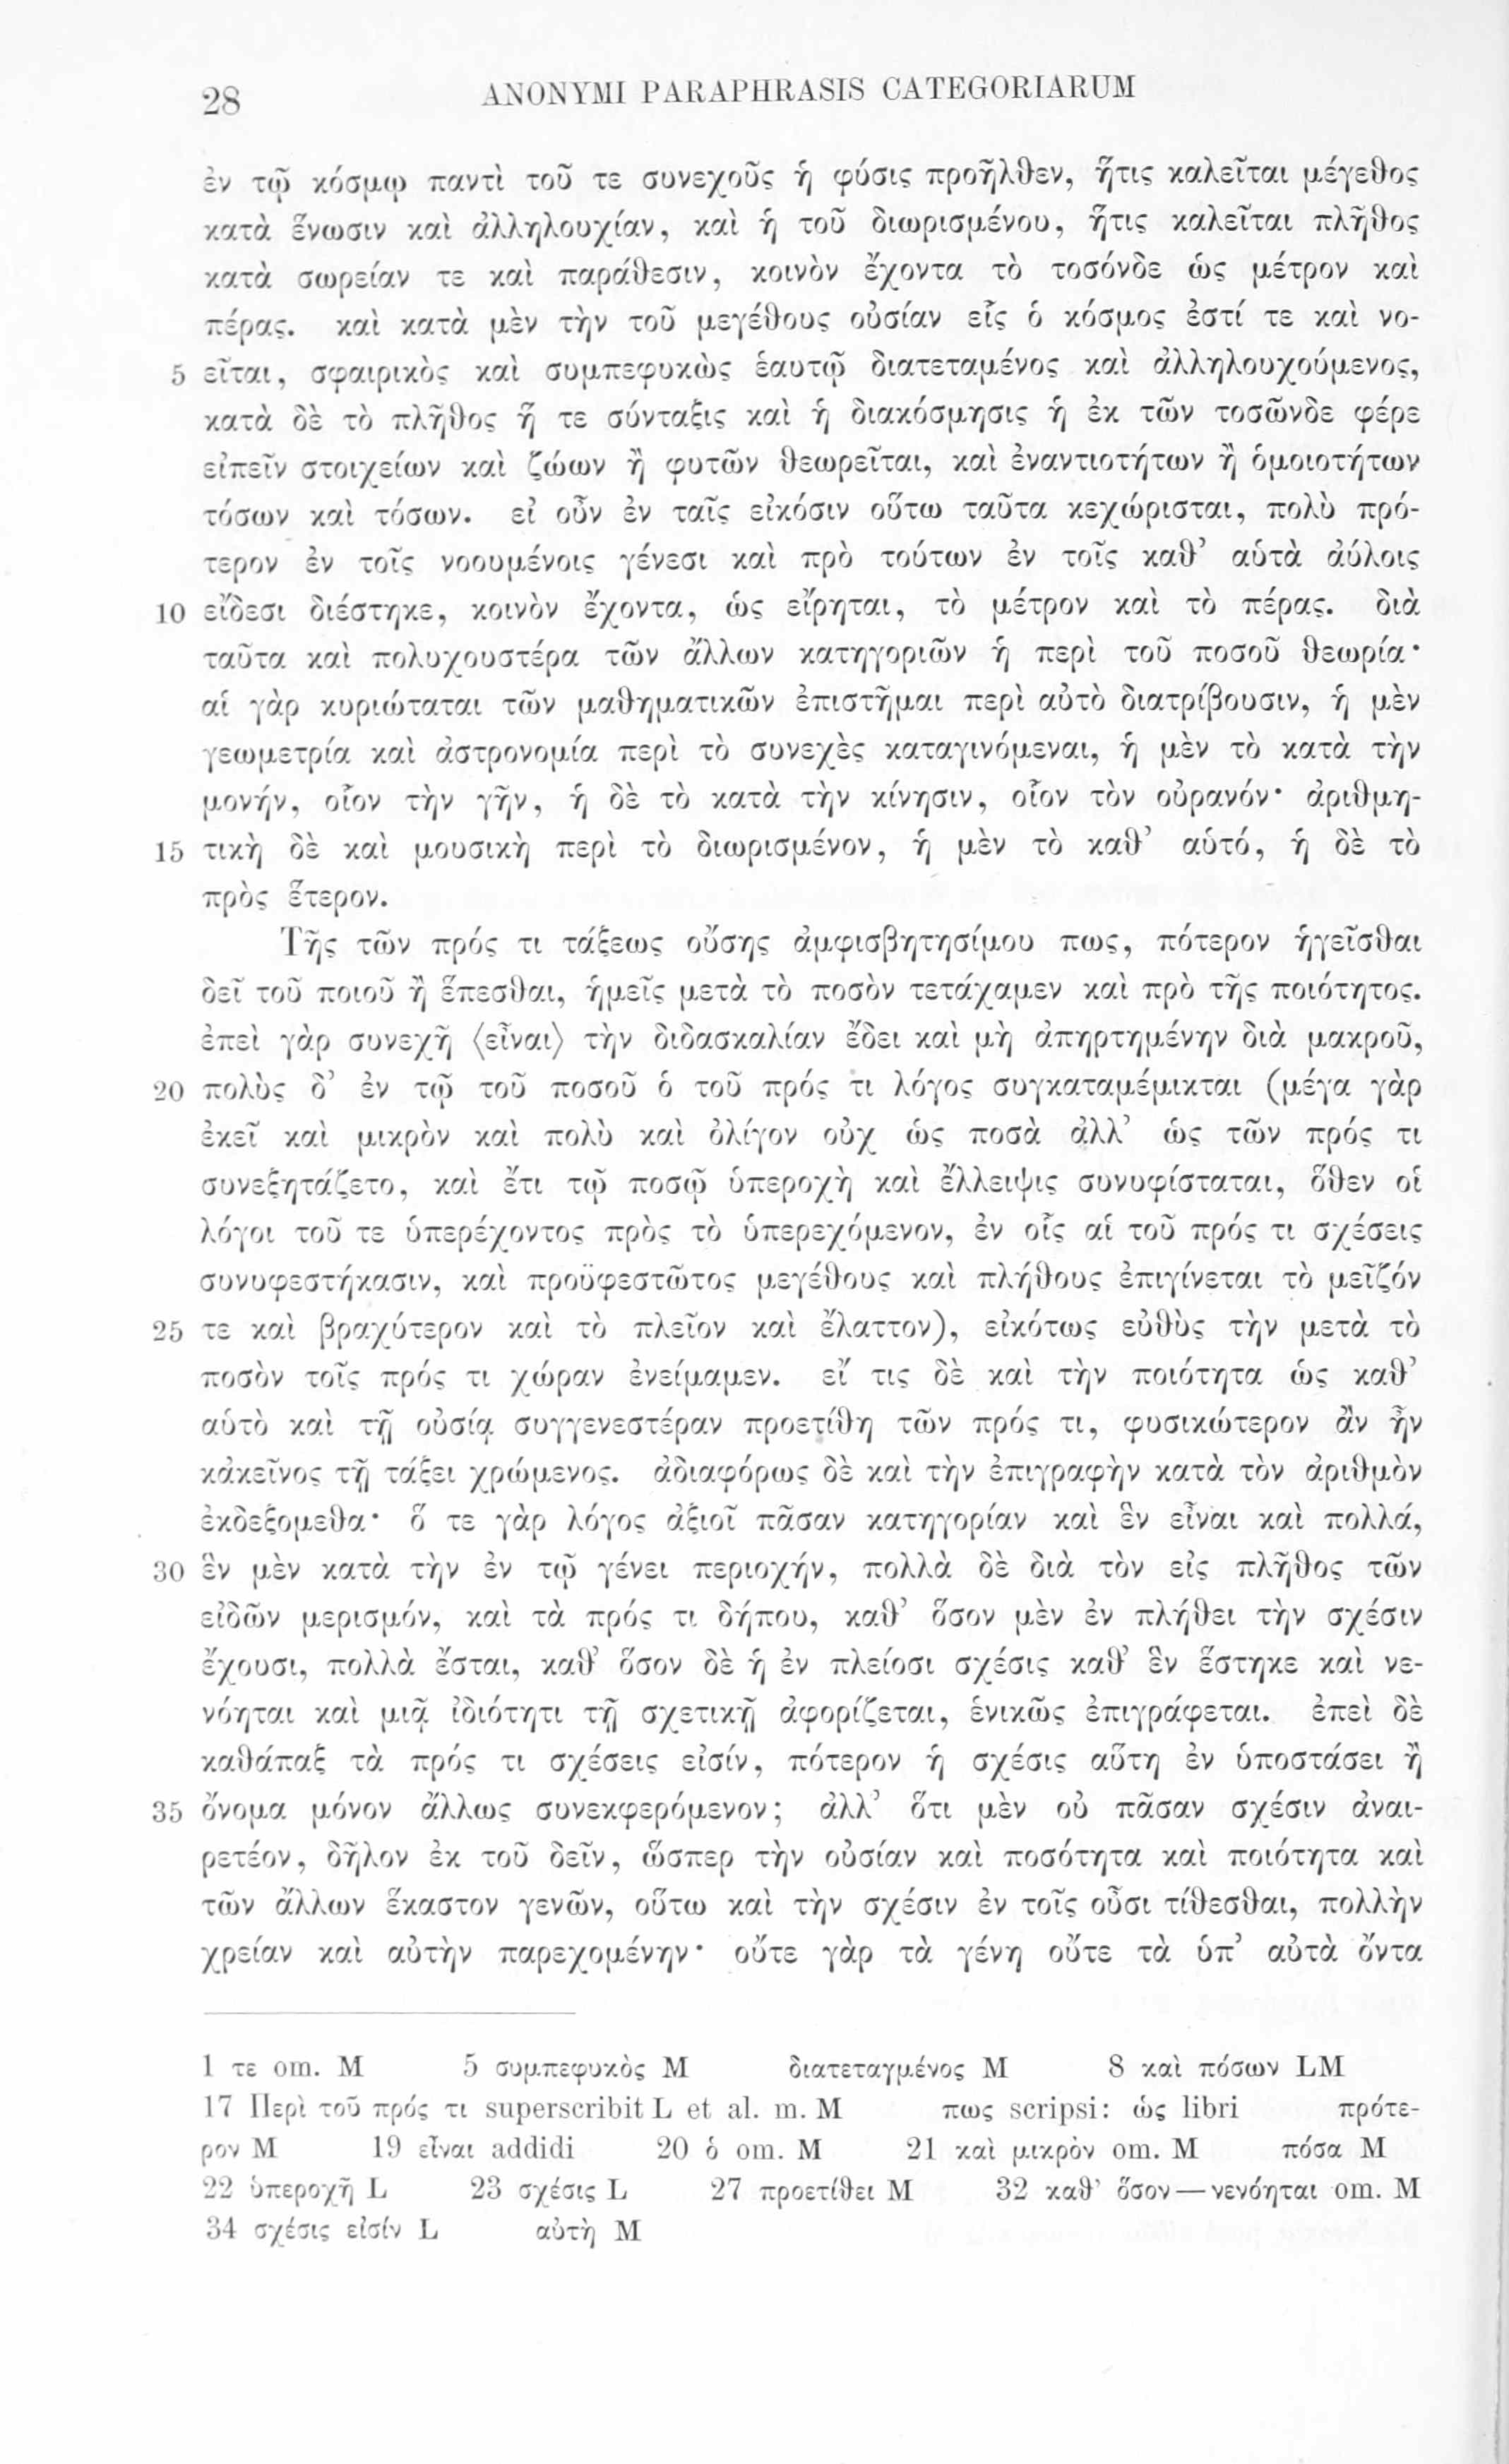 28 ANONYMI PARAPHRASIS CATEGORIARUM
ἐν τῷ κόσμῳ παντὶ τοῦ τε συνεχοῦς ἡ φύσις προῆλθεν, ἥτις καλεῖται μέγεθος
κατὰ ἕνωσιν καὶ ἀλληλουχίαν, καὶ ἡ τοῦ διωρισμένου, ἥτις καλεῖται πλῆθος
κατὰ σωρείαν τε καὶ παράθεσιν, κοινὸν ἔχοντα τὸ τοσόνδε ὡς μέτρον καὶ
πέρας. καὶ κατὰ μὲν τὴν τοῦ μεγέθους οὐσίαν εἷς ὁ κόσμος ἐστί τε καὶ νο-
5 εῖται, σφαιρικὸς καὶ συμπεφυκὼς ἑαυτῷ διατεταμένος καὶ ἀλληλουχούμενος,
κατὰ δὲ τὸ πλῆθος ἥ τε σύνταξις καὶ ἡ διακόσμησις ἡ ἐκ τῶν τοσῶνδε φέρε
εἰπεῖν στοιχείων καὶ ζώων ἢ φυτῶν θεωρεῖται, καὶ ἐναντιοτήτων ἢ ὁμοιοτήτων
τόσων καὶ τόσων. εἰ οὖν ἐν ταῖς εἰκόσιν οὕτω ταῦτα κεχώρισται, πολὺ πρό-
τερον ἐν τοῖς νοουμένοις γένεσι καὶ πρὸ τούτων ἐν τοῖς καθ’ αὑτὰ ἀύλοις
10 εἴδεσι διέστηκε, κοινὸν ἔχοντα, ὡς εἴρηται, τὸ μέτρον καὶ τὸ πέρας. διὰ
ταῦτα καὶ πολυχουστέρα τῶν ἄλλων κατηγοριῶν ἡ περὶ τοῦ ποσοῦ θεωρία·
αἱ γὰρ κυριώταται τῶν μαθηματικῶν ἐπιστῆμαι περὶ αὐτὸ διατρίβουσιν, ἡ μὲν
γεωμετρία καὶ ἀστρονομία περὶ τὸ συνεχὲς καταγινόμεναι, ἡ μὲν τὸ κατὰ τὴν
μονήν, οἷον τὴν γῆν, ἡ δὲ τὸ κατὰ τὴν κίνησιν, οἷον τὸν οὐρανόν· ἀριθμη-
15 τικὴ δὲ καὶ μουσικὴ περὶ τὸ διωρισμένον, ἡ μὲν τὸ καθ’ αὑτό, ἡ δὲ τὸ
πρὸς ἕτερον.
Τῆς τῶν πρός τι τάξεως οὔσης ἀμφισβητησίμου πως, πότερον ἡγεῖσθαι
δεῖ τοῦ ποιοῦ ἢ ἕπεσθαι, ἡμεῖς μετὰ τὸ ποσὸν τετάχαμεν καὶ πρὸ τῆς ποιότητος.
ἐπεὶ γὰρ συνεχῆ ⟨εἶναι⟩ τὴν διδασκαλίαν ἔδει καὶ μὴ ἀπηρτημένην διὰ μακροῦ,
20 πολὺς δ’ ἐν τῷ τοῦ ποσοῦ ὁ τοῦ πρός τι λόγος συγκαταμέμικται (μέγα γὰρ
ἐκεῖ καὶ μικρὸν καὶ πολὺ καὶ ὀλίγον οὐχ ὡς ποσὰ ἀλλ’ ὡς τῶν πρός τι
συνεξητάζετο, καὶ ἔτι τῷ ποσῷ ὑπεροχὴ καὶ ἔλλειψις συνυφίσταται, ὅθεν οἱ
λόγοι τοῦ τε ὑπερέχοντος πρὸς τὸ ὑπερεχόμενον, ἐν οἷς αἱ τοῦ πρός τι σχέσεις
συνυφεστήκασιν, καὶ προϋφεστῶτος μεγέθους καὶ πλήθους ἐπιγίνεται τὸ μεῖζόν
25 τε καὶ βραχύτερον καὶ τὸ πλεῖον καὶ ἔλαττον), εἰκότως εὐθὺς τὴν μετὰ τὸ
ποσὸν τοῖς πρός τι χώραν ἐνείμαμεν. εἴ τις δὲ καὶ τὴν ποιότητα ὡς καθ’
αὑτὸ καὶ τῇ οὐσίᾳ συγγενεστέραν προετίθη τῶν πρός τι, φυσικώτερον ἂν ἦν
κἀκεῖνος τῇ τάξει χρώμενος. ἀδιαφόρως δὲ καὶ τὴν ἐπιγραφὴν κατὰ τὸν ἀριθμὸν
ἐκδεξομεθα· ὅ τε γὰρ λόγος ἀξιοῖ πᾶσαν κατηγορίαν καὶ ἓν εἶναι καὶ πολλά,
30 ἓν μὲν κατὰ τὴν ἐν τῷ γένει περιοχήν, πολλὰ δὲ διὰ τὸν εἰς πλῆθος τῶν
εἰδῶν μερισμόν, καὶ τὰ πρός τι δήπου, καθ’ ὅσον μὲν ἐν πλήθει τὴν σχέσιν
ἔχουσι, πολλὰ ἔσται, καθ’ ὅσον δὲ ἡ ἐν πλείοσι σχέσις καθ’ ἓν ἕστηκε καὶ νε-
νόηται καὶ μιᾷ ἰδιότητι τῇ σχετικῇ ἀφορίζεται, ἑνικῶς ἐπιγράφεται. ἐπεὶ δὲ
καθάπαξ τὰ πρός τι σχέσεις εἰσίν, πότερον ἡ σχέσις αὕτη ἐν ὑποστάσει ἢ
35 ὄνομα μόνον ἄλλως συνεκφερόμενον; ἀλλ’ ὅτι μὲν οὐ πᾶσαν σχέσιν ἀναι-
ρετέον, δῆλον ἐκ τοῦ δεῖν, ὥσπερ τὴν οὐσίαν καὶ ποσότητα καὶ ποιότητα καὶ
τῶν ἄλλων ἕκαστον γενῶν, οὕτω καὶ τὴν σχέσιν ἐν τοῖς οὖσι τίθεσθαι, πολλὴν
χρείαν καὶ αὐτὴν παρεχομένην· οὔτε γὰρ τὰ γένη οὔτε τὰ ὑπ’ αὐτὰ ὄντα
1 τε om. M 5 συμπεφυκὸς M διατεταγμένος M 8 καὶ πόσων LM
17 Περὶ τοῦ πρός τι superscribit L et al. m. M πως scripsi: ὡς libri πρότε-
ρον M 19 εἶναι addidi 20 ὁ om. M 21 καὶ μικρὸν om. M πόσα M
22 ὑπεροχῆ L 23 σχέσις L 27 προετίθει M 32 καθ’ ὅσον — νενόηται om. M
34 σχέσις εἰσίν L αὐτὴ M